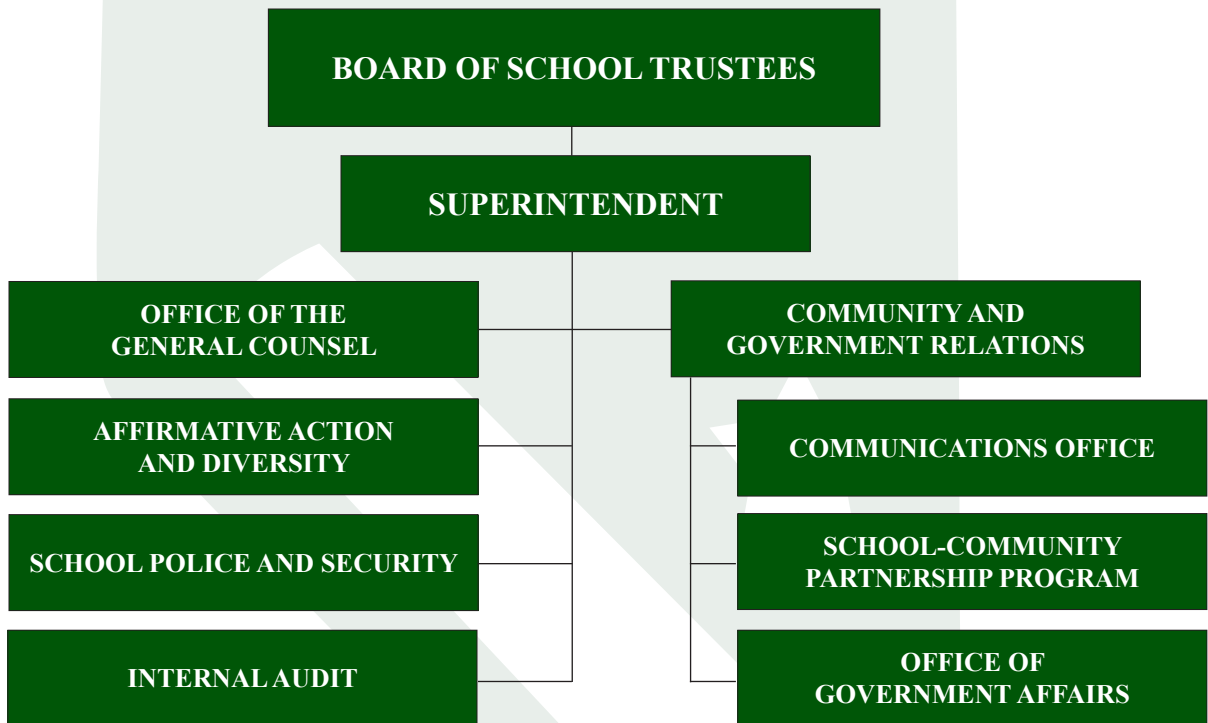 BOARD OF SCHOOL TRUSTEES
SUPERINTENDENT
OFFICE OF THE
GENERAL COUNSEL
AFFIRMATIVE ACTION
AND DIVERSITY
SCHOOL POLICE AND SECURITY
INTERNAL AUDIT
COMMUNITY AND
GOVERNMENT RELATIONS
COMMUNICATIONS OFFICE
SCHOOL-COMMUNITY
PARTNERSHIP PROGRAM
OFFICE OF
GOVERNMENT AFFAIRS